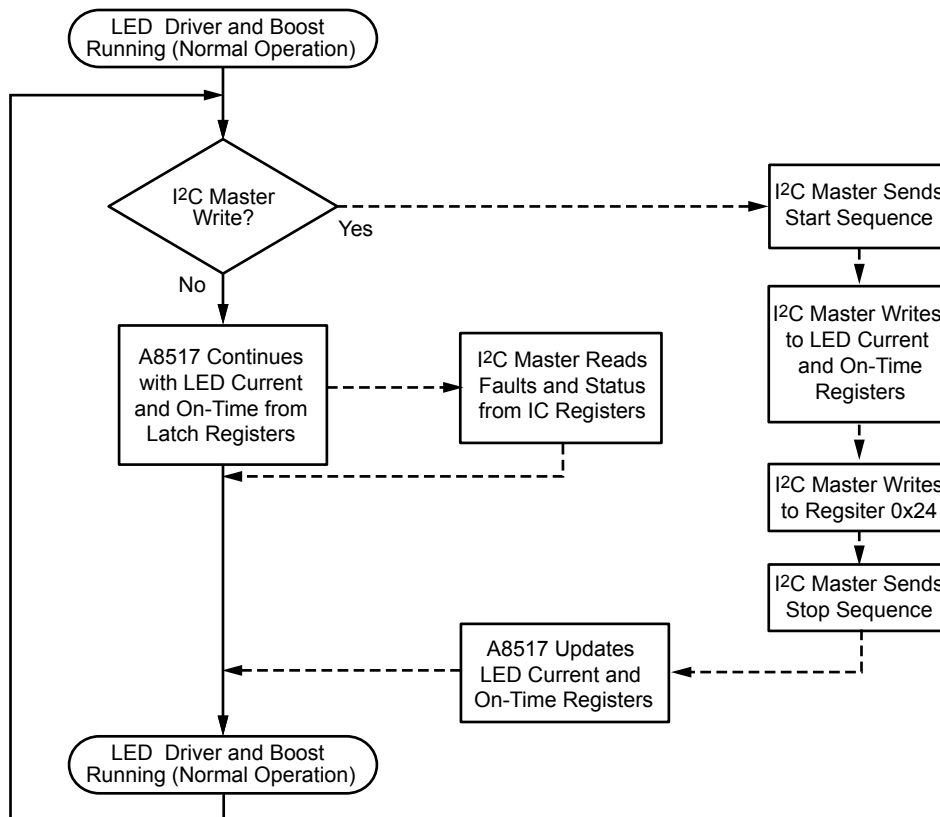 LED Driver and Boost
Running (Normal Operation)
I²C Master
Write?
Yes
No
I²C Master Sends
Start Sequence
I²C Master Writes
to LED Current
and On-Time
Registers
A8517 Continues
with LED Current
and On-Time from
Latch Registers
I²C Master Reads
Faults and Status
from IC Registers
I²C Master Writes
to Regsiter 0x24
I²C Master Sends
Stop Sequence
A8517 Updates
LED Current and
On-Time Registers
LED Driver and Boost
Running (Normal Operation)